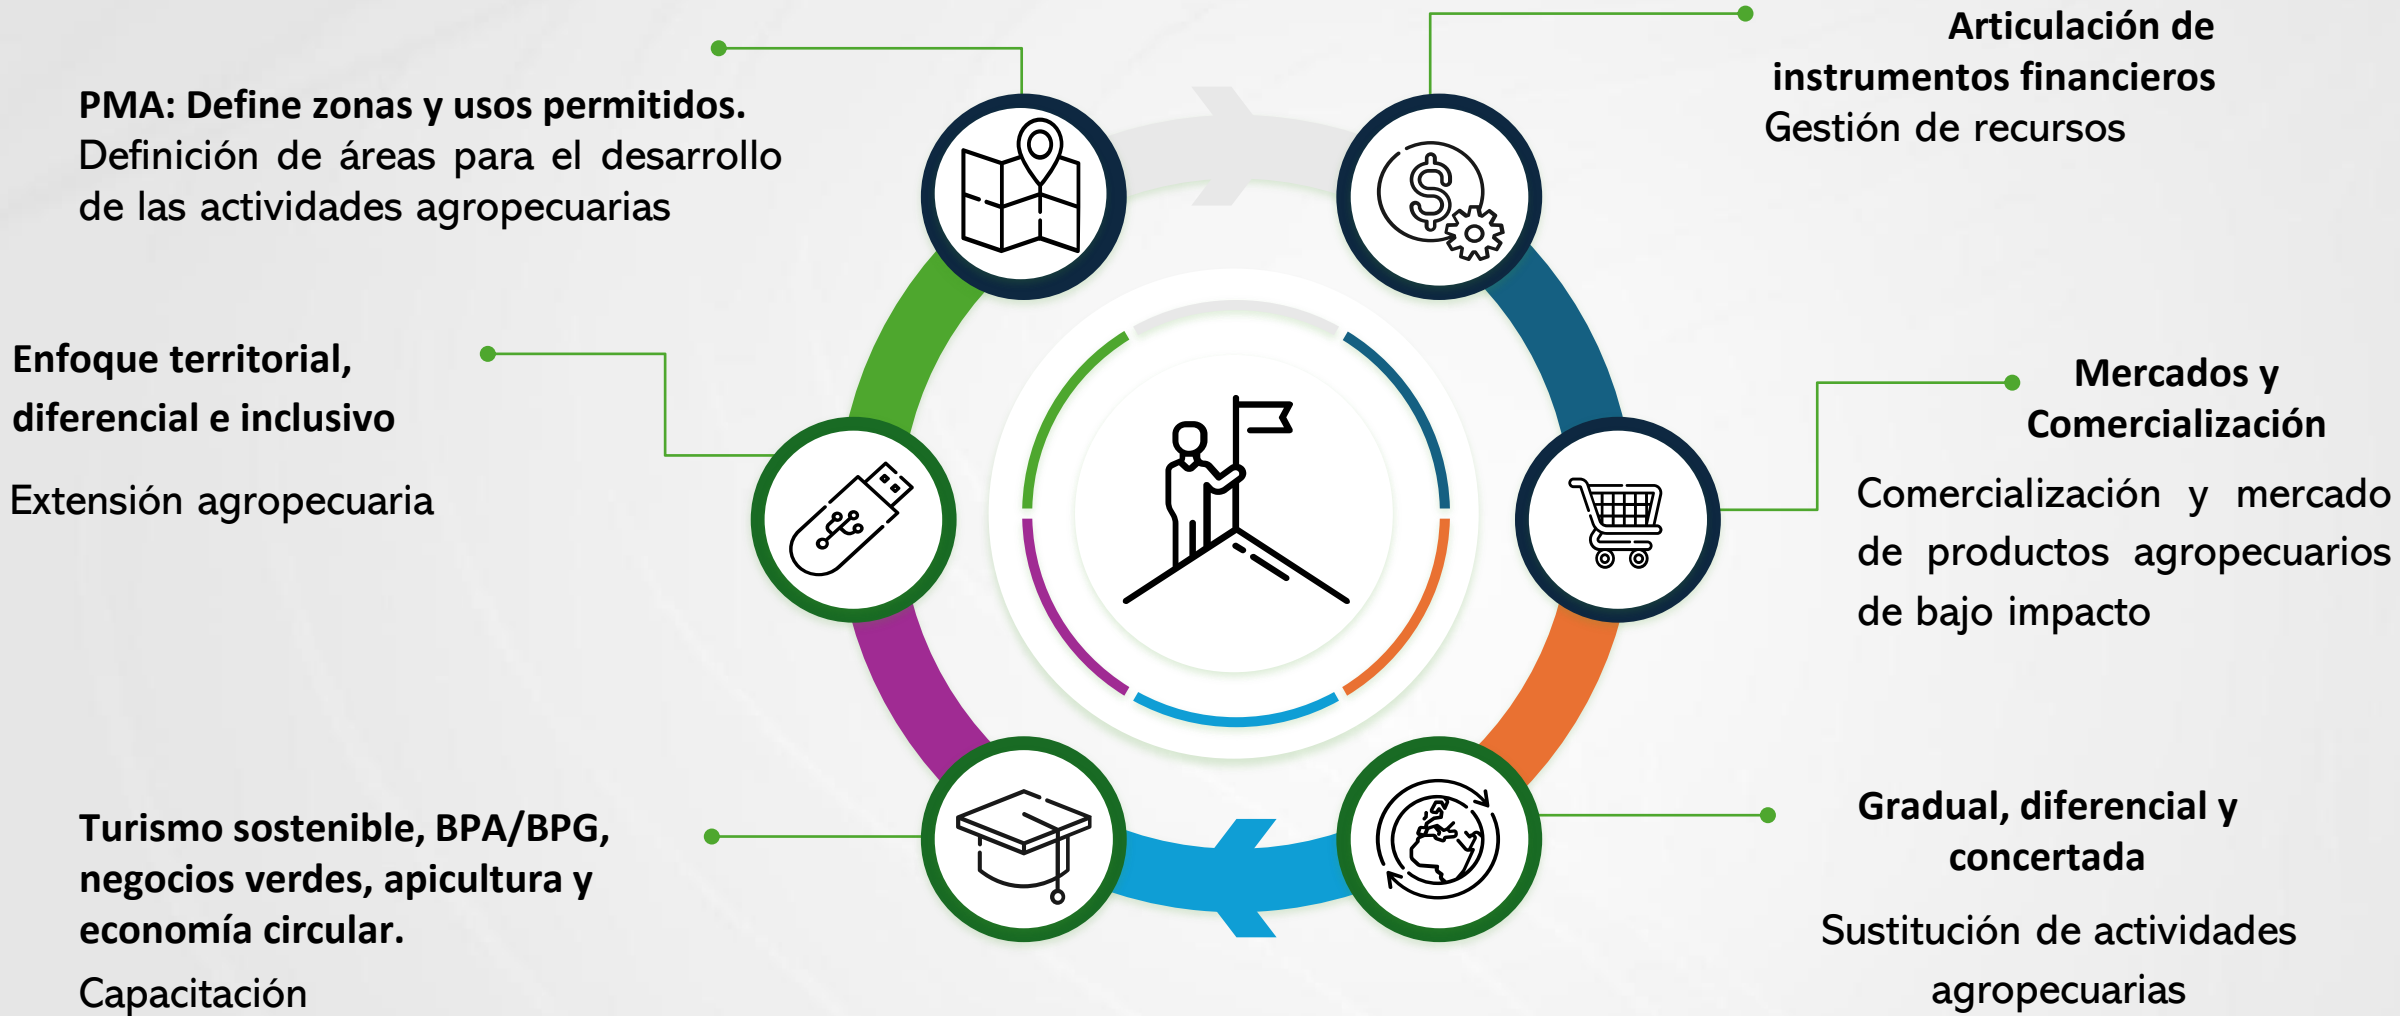 PMA: Define zonas y usos permitidos.
Definición de áreas para el desarrollo
de las actividades agropecuarias
Articulación de
instrumentos financieros
Gestión de recursos
Enfoque territorial,
diferencial e inclusivo
Extensión agropecuaria
Mercados y
Comercialización
Comercialización y mercado
de productos agropecuarios
de bajo impacto
Turismo sostenible, BPA/BPG,
negocios verdes, apicultura y
economía circular.
Capacitación
Gradual, diferencial y
concertada
Sustitución de actividades
agropecuarias